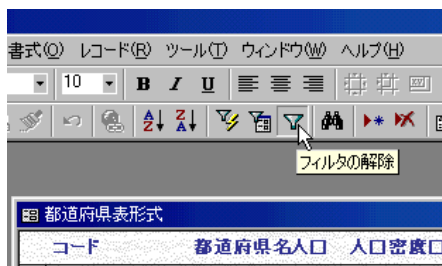 書式(O) レコード(R) ツール(T) ウィンドウ(W) ヘルプ(H)
10 B I U
フィルタの解除
都道府県表形式
コード 都道府県名人口 人口密度